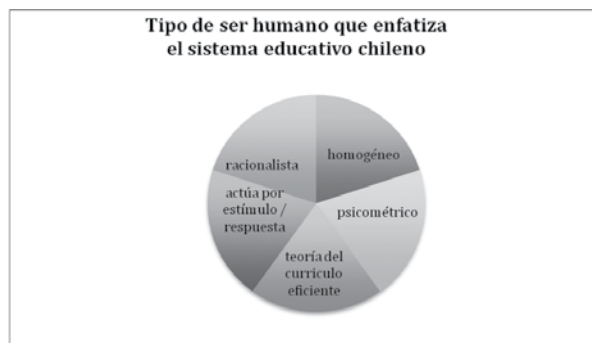 Tipo de ser humano que enfatiza
el sistema educativo chileno
homogéneo
psicométrico
teoría del
curriculo
eficiente
actúa por
estímulo /
respuesta
racionalista